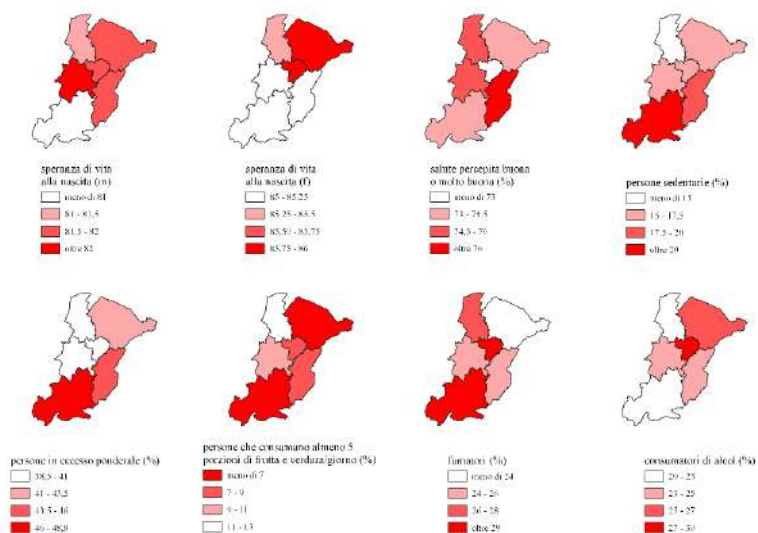 speranza di vita
alla nascita (m)
meno di 81
81 - 81,5
81,5 - 82
oltre 82
speranza di vita
alla nascita (f)
85 - 85,25
85,25 - 85,5
85,50 - 85,75
85,75 - 86
salute percepita buona
o molto buona (%)
meno di 73
73 - 74,5
74,5 - 76
oltre 76
persone sedentarie (%)
meno di 15
15 - 17,5
17,5 - 20
oltre 20
persone in eccesso ponderale (%)
38,5 - 41
41 - 43,5
43,5 - 46
46 - 48,8
persone che consumano almeno 5
porzioni di frutta e verdura/giorno (%)
meno di 7
7 - 9
9 - 11
11 - 13
fumatori (%)
meno di 24
24 - 26
26 - 28
oltre 29
consumatori di alcol (%)
20 - 23
23 - 25
25 - 27
27 - 30